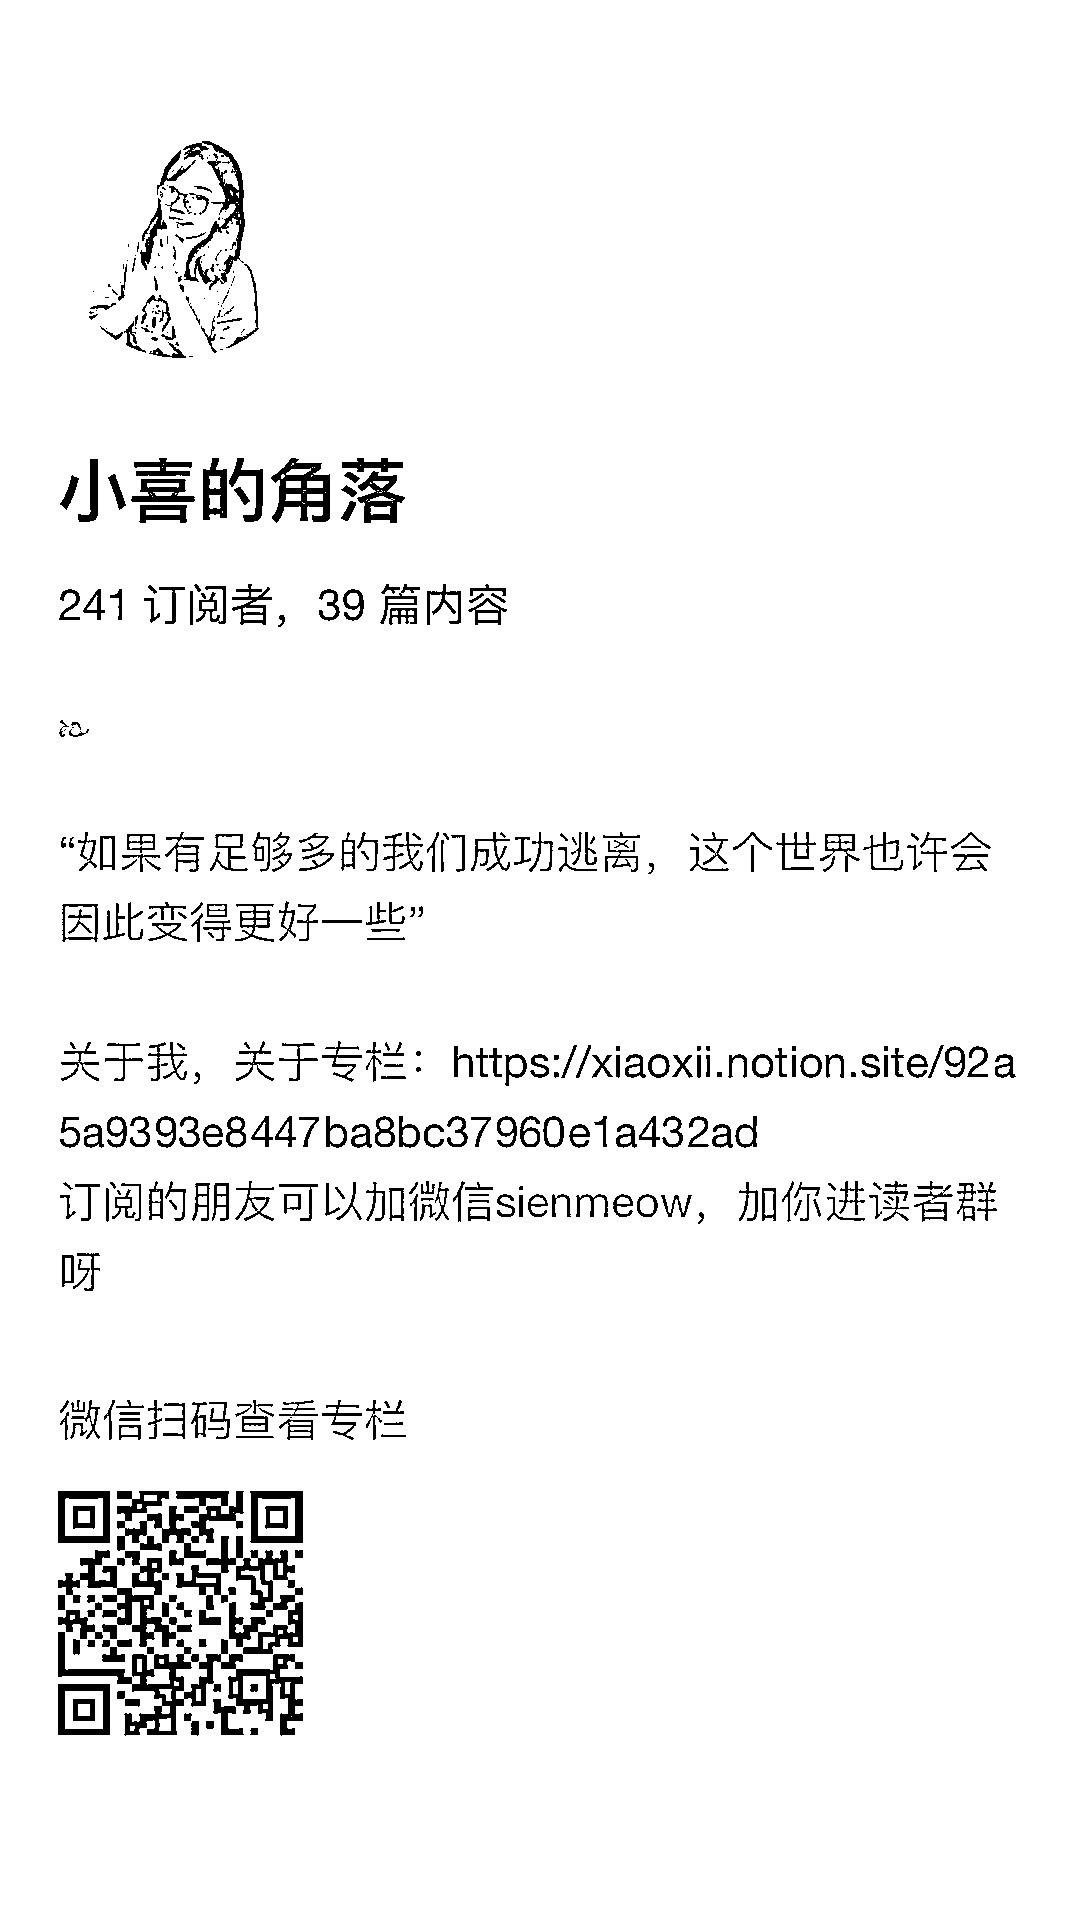 小喜的角落
241 订阅者，39 篇内容
❧
“如果有足够多的我们成功逃离，这个世界也许会
因此变得更好一些”
关于我，关于专栏：https://xiaoxii.notion.site/92a
5a9393e8447ba8bc37960e1a432ad
订阅的朋友可以加微信sienmeow，加你进读者群
呀
微信扫码查看专栏